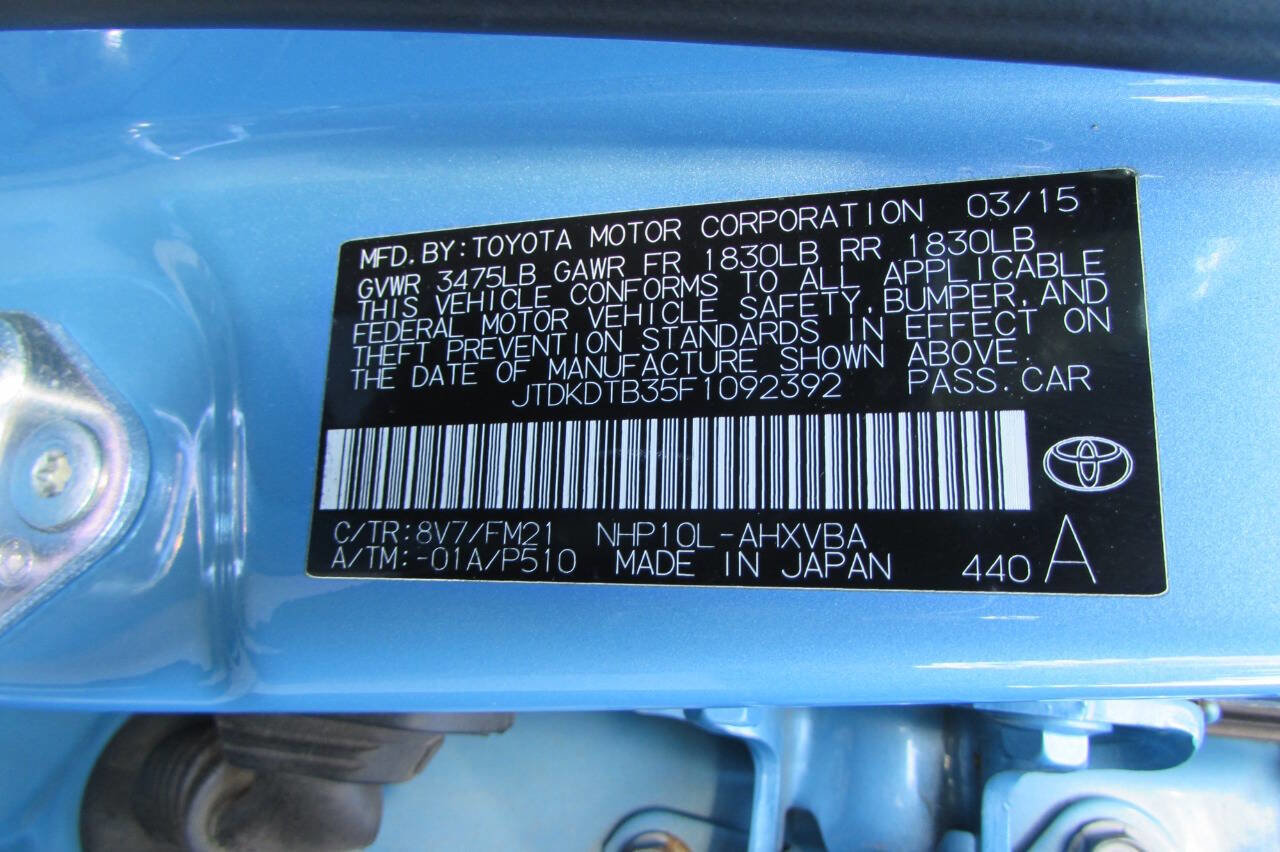 MFD. BY: TOYOTA MOTOR CORPORATION 03/15
GVWR 3475LB GAWR FR 1830LB RR 1830LB
THIS VEHICLE CONFORMS TO ALL APPLICABLE
FEDERAL MOTOR VEHICLE SAFETY, BUMPER, AND
THEFT PREVENTION STANDARDS IN EFFECT ON
THE DATE OF MANUFACTURE SHOWN ABOVE.
JTDKDTB35F1092392 PASS. CAR
C/TR: 8V7/FM21 NHP10L-AHXVBA
A/TM: -01A/P510 MADE IN JAPAN 440 A